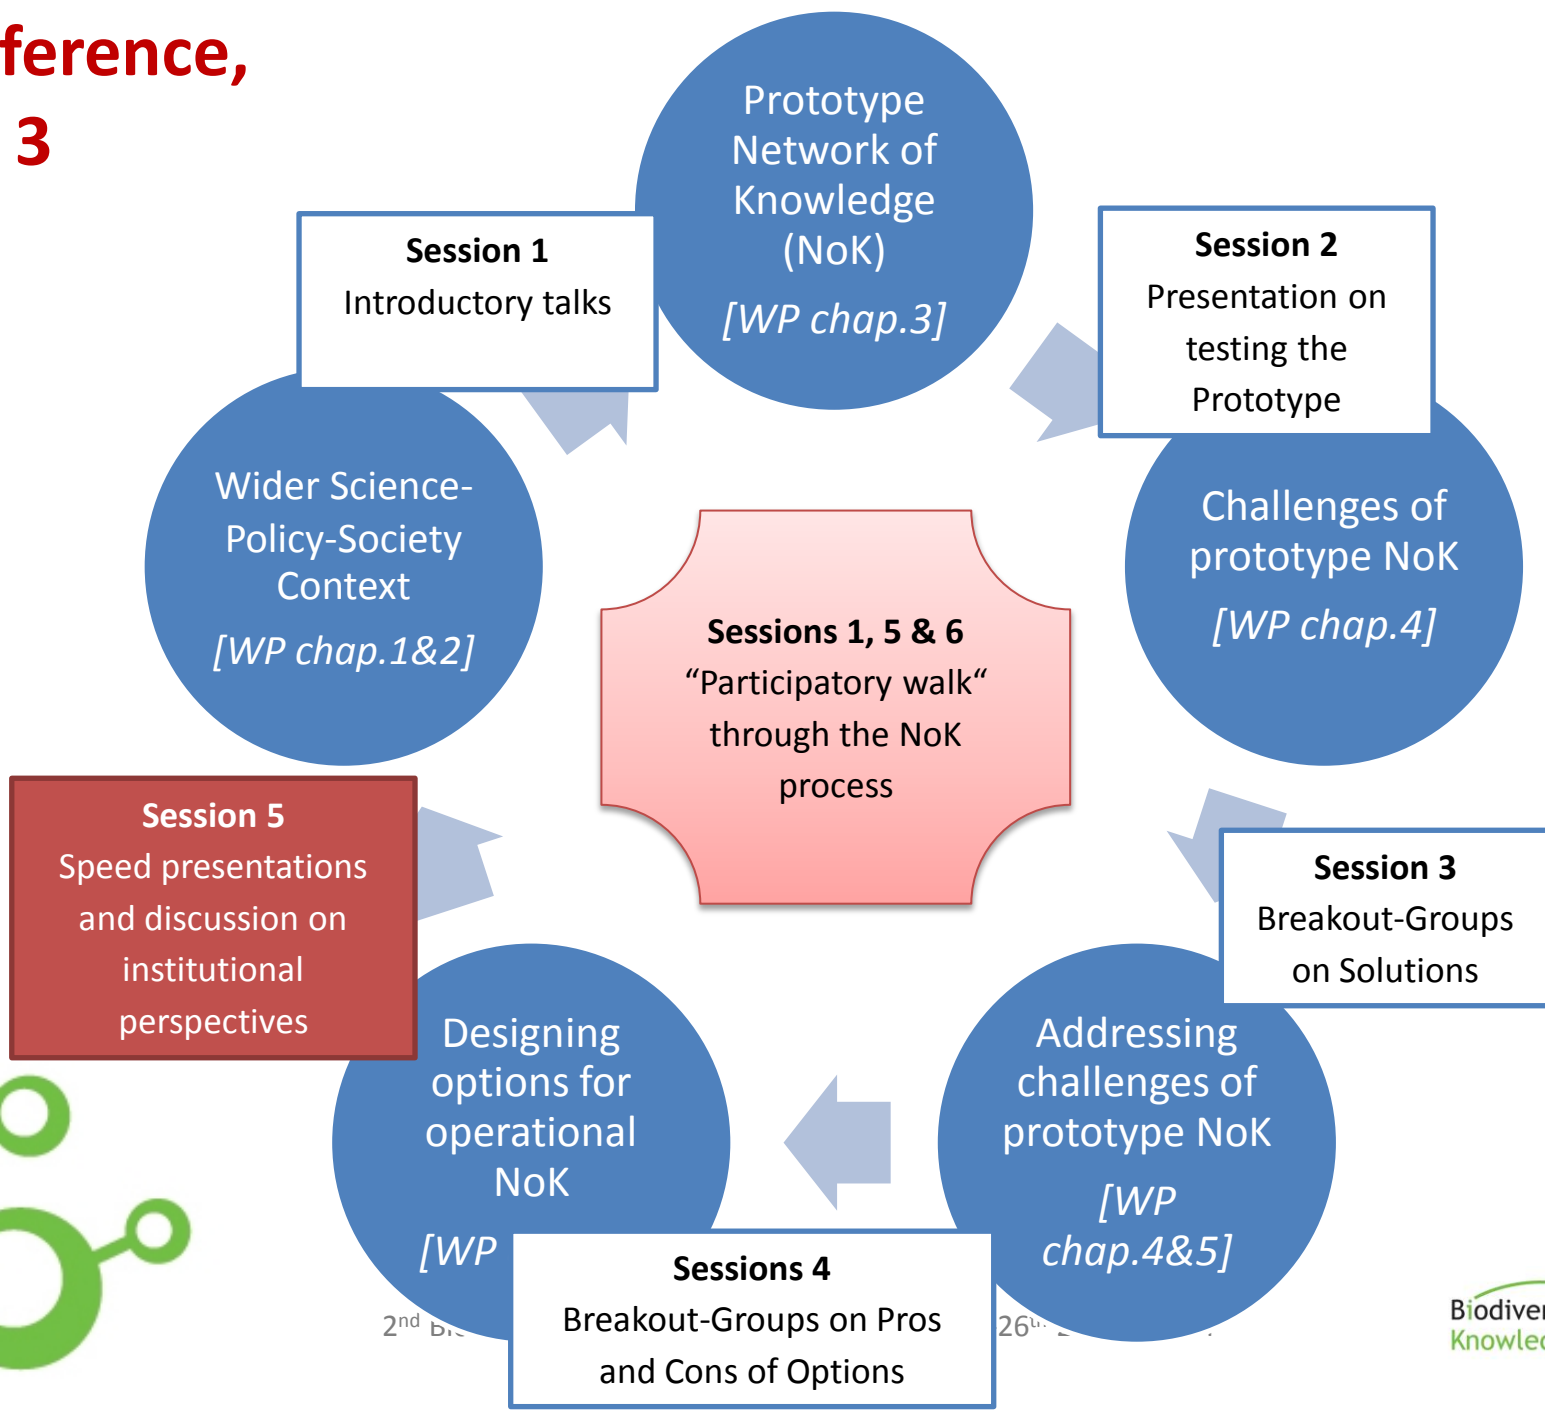 ference,
3
Prototype
Network of
Knowledge
(NoK)
[WP chap.3]
Session 1
Introductory talks
Session 2
Presentation on
testing the
Prototype
Wider Science-
Policy-Society
Context
[WP chap.1&2]
Challenges of
prototype NoK
[WP chap.4]
Sessions 1, 5 & 6
“Participatory walk“
through the NoK
process
Session 5
Speed presentations
and discussion on
institutional
perspectives
Session 3
Breakout-Groups
on Solutions
Designing
options for
operational
NoK
[WP
Addressing
challenges of
prototype NoK
[WP
chap.4&5]
Sessions 4
Breakout-Groups on Pros
and Cons of Options
2nd
26th
Biodiver
Knowled